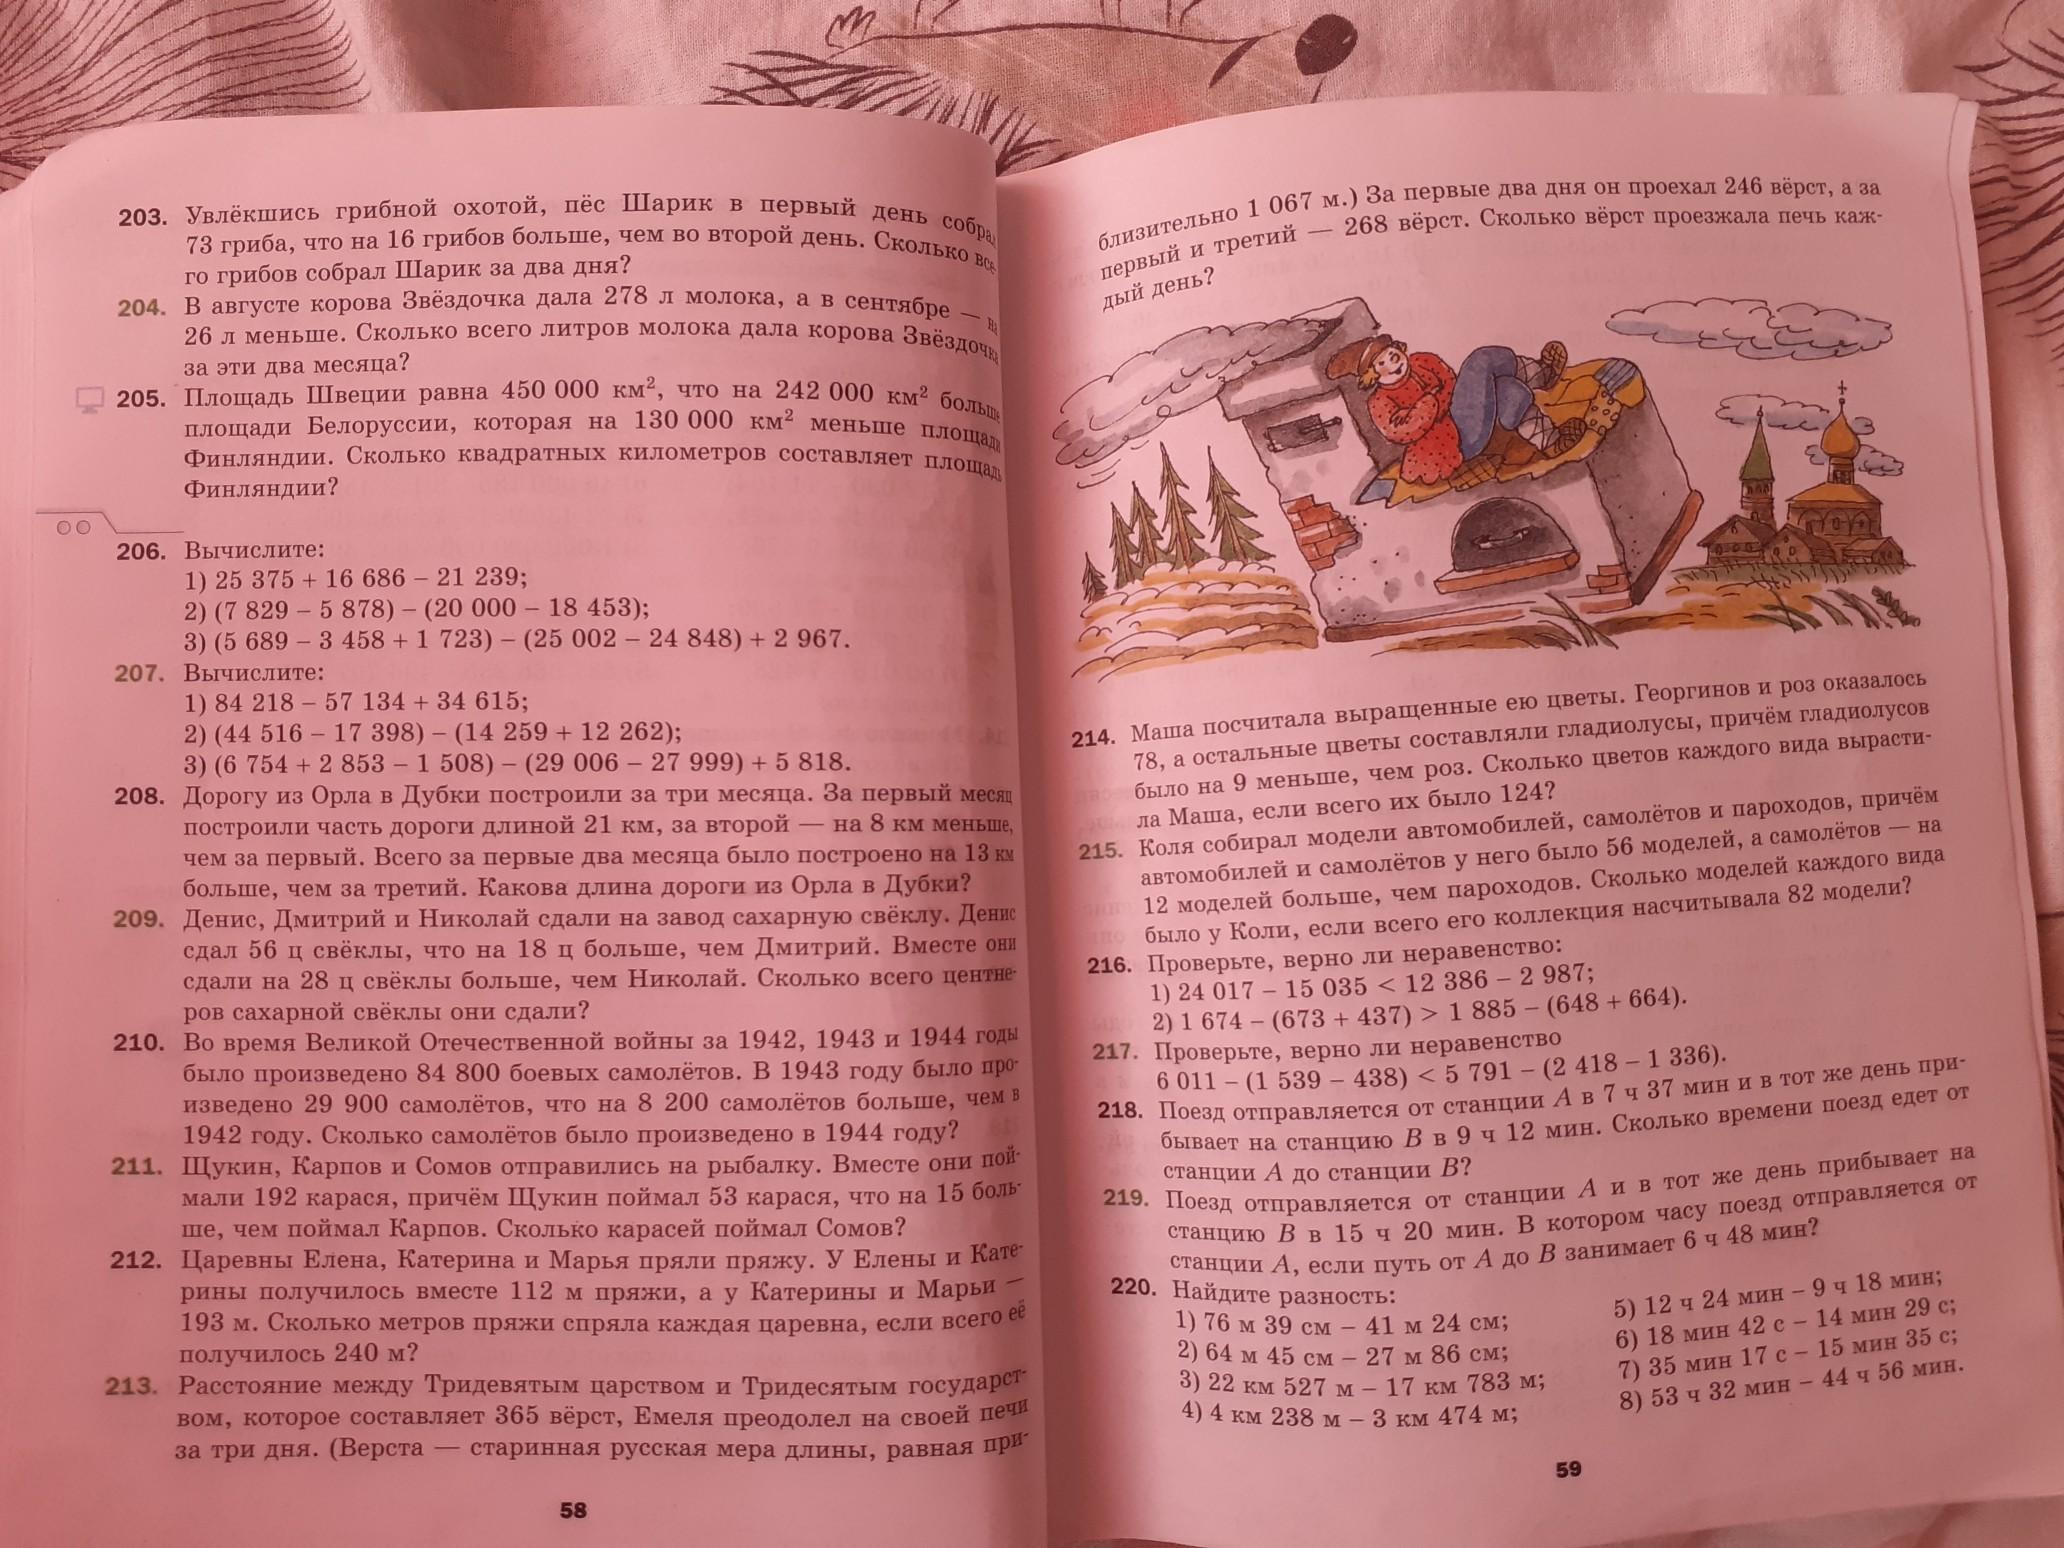 203. Увлёкшись грибной охотой, пёс Шарик в первый день собрал
73 гриба, что на 16 грибов больше, чем во второй день. Сколько все-
го грибов собрал Шарик за два дня?
204. В августе корова Звёздочка дала 278 л молока, а в сентябре — на
26 л меньше. Сколько всего литров молока дала корова Звёздочка
за эти два месяца?
205. Площадь Швеции равна 450 000 км², что на 242 000 км² больше
площади Белоруссии, которая на 130 000 км² меньше площади
Финляндии. Сколько квадратных километров составляет площадь
Финляндии?
206. Вычислите:
1) 25 375 + 16 686 – 21 239;
2) (7 829 – 5 878) – (20 000 – 18 453);
3) (5 689 – 3 458 + 1 723) – (25 002 – 24 848) + 2 967.
207. Вычислите:
1) 84 218 – 57 134 + 34 615;
2) (44 516 – 17 398) – (14 259 + 12 262);
3) (6 754 + 2 853 – 1 508) – (29 006 – 27 999) + 5 818.
208. Дорогу из Орла в Дубки построили за три месяца. За первый месяц
построили часть дороги длиной 21 км, за второй — на 8 км меньше,
чем за первый. Всего за первые два месяца было построено на 13 км
больше, чем за третий. Какова длина дороги из Орла в Дубки?
209. Денис, Дмитрий и Николай сдали на завод сахарную свёклу. Денис
сдал 56 ц свёклы, что на 18 ц больше, чем Дмитрий. Вместе они
сдали на 28 ц свёклы больше, чем Николай. Сколько всего центне-
ров сахарной свёклы они сдали?
210. Во время Великой Отечественной войны за 1942, 1943 и 1944 годы
было произведено 84 800 боевых самолётов. В 1943 году было про-
изведено 29 900 самолётов, что на 8 200 самолётов больше, чем в
1942 году. Сколько самолётов было произведено в 1944 году?
211. Щукин, Карпов и Сомов отправились на рыбалку. Вместе они пой-
мали 192 карася, причём Щукин поймал 53 карася, что на 15 боль-
ше, чем поймал Карпов. Сколько карасей поймал Сомов?
212. Царевны Елена, Катерина и Марья пряли пряжу. У Елены и Кате-
рины получилось вместе 112 м пряжи, а у Катерины и Марьи —
193 м. Сколько метров пряжи спряла каждая царевна, если всего её
получилось 240 м?
213. Расстояние между Тридевятым царством и Тридесятым государст-
вом, которое составляет 365 вёрст, Емеля преодолел на своей печи
за три дня. (Верста — старинная русская мера длины, равная при-
58
близительно 1 067 м.) За первые два дня он проехал 246 вёрст, а за
первый и третий — 268 вёрст. Сколько вёрст проезжала печь каж-
дый день?
214. Маша посчитала выращенные ею цветы. Георгинов и роз оказалось
78, а остальные цветы составляли гладиолусы, причём гладиолусов
было на 9 меньше, чем роз. Сколько цветов каждого вида вырасти-
ла Маша, если всего их было 124?
215. Коля собирал модели автомобилей, самолётов и пароходов, причём
автомобилей и самолётов у него было 56 моделей, а самолётов — на
12 моделей больше, чем пароходов. Сколько моделей каждого вида
было у Коли, если всего его коллекция насчитывала 82 модели?
216. Проверьте, верно ли неравенство:
1) 24 017 – 15 035 < 12 386 – 2 987;
2) 1 674 – (673 + 437) > 1 885 – (648 + 664).
217. Проверьте, верно ли неравенство
6 011 – (1 539 – 438) < 5 791 – (2 418 – 1 336).
218. Поезд отправляется от станции A в 7 ч 37 мин и в тот же день при-
бывает на станцию B в 9 ч 12 мин. Сколько времени поезд едет от
станции A до станции B?
219. Поезд отправляется от станции A и в тот же день прибывает на
станцию B в 15 ч 20 мин. В котором часу поезд отправляется от
станции A, если путь от A до B занимает 6 ч 48 мин?
220. Найдите разность:
1) 76 м 39 см – 41 м 24 см;
2) 64 м 45 см – 27 м 86 см;
3) 22 км 527 м – 17 км 783 м;
4) 4 км 238 м – 3 км 474 м;
5) 12 ч 24 мин – 9 ч 18 мин;
6) 18 мин 42 с – 14 мин 29 с;
7) 35 мин 17 с – 15 мин 35 с;
8) 53 ч 32 мин – 44 ч 56 мин.
59